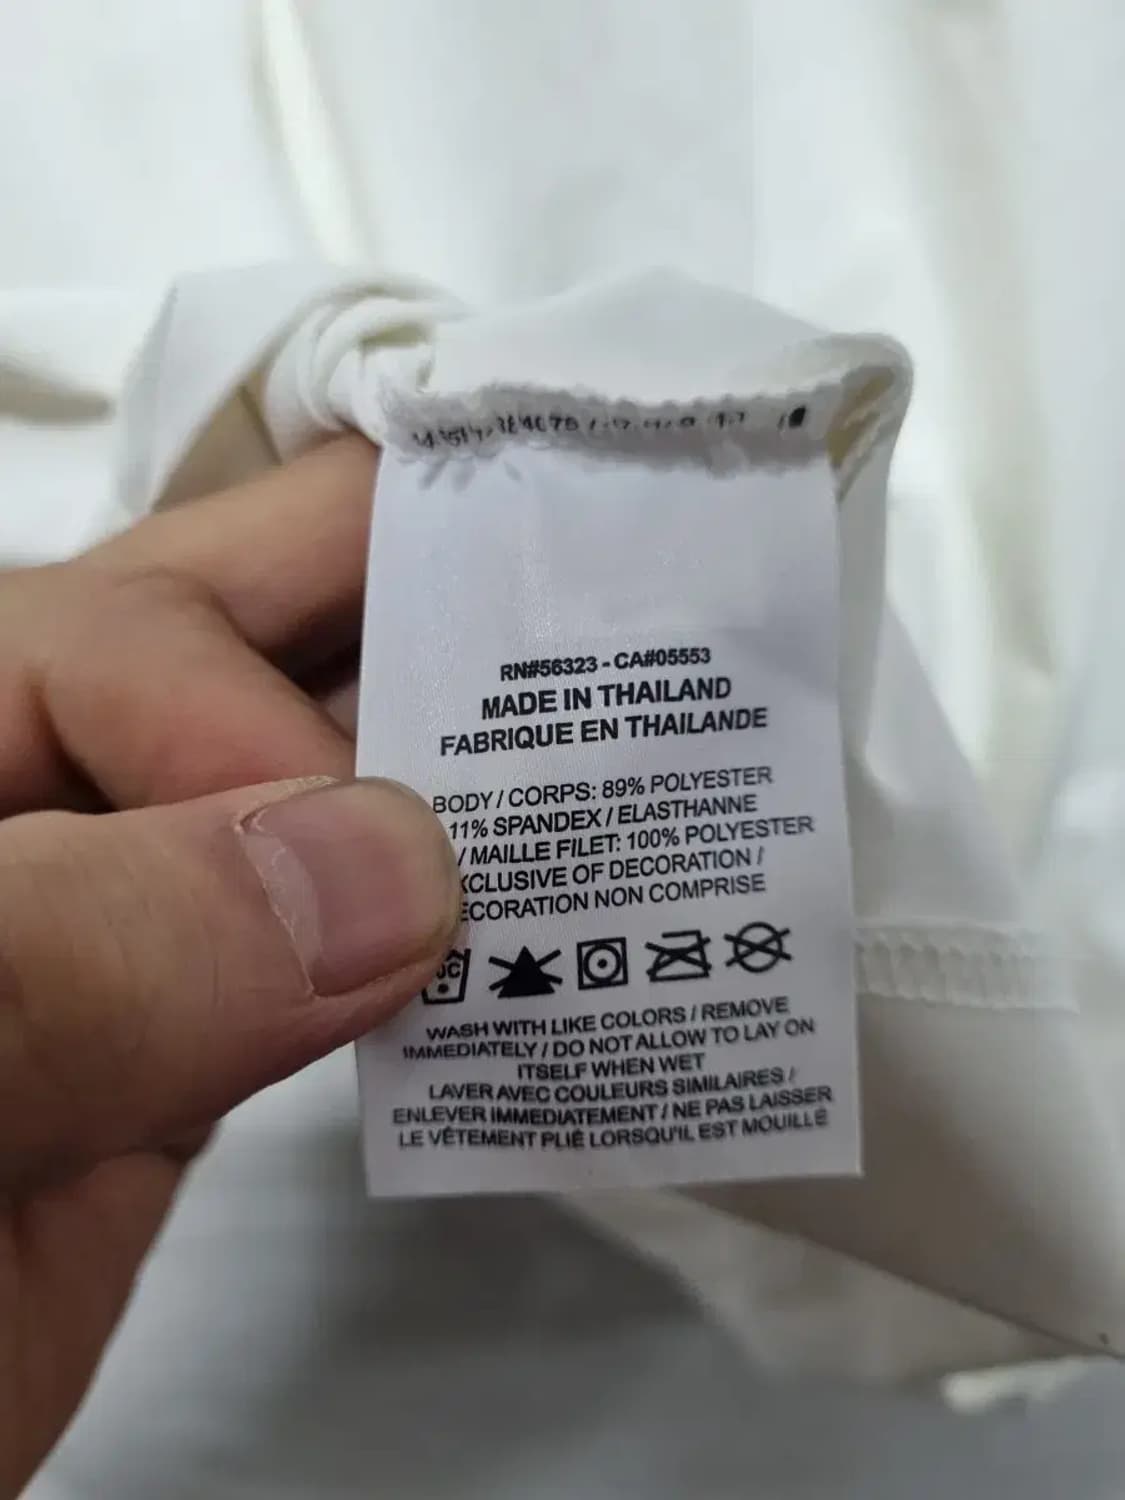 RN#56323 - CA#05553
MADE IN THAILAND
FABRIQUE EN THAILANDE
BODY / CORPS: 89% POLYESTER
11% SPANDEX / ELASTHANNE
/ MAILLE FILET: 100% POLYESTER
XCLUSIVE OF DECORATION /
ECORATION NON COMPRISE
WASH WITH LIKE COLORS / REMOVE
IMMEDIATELY / DO NOT ALLOW TO LAY ON
ITSELF WHEN WET
LAVER AVEC COULEURS SIMILAIRES /
ENLEVER IMMEDIATEMENT / NE PAS LAISSER
LE VÊTEMENT PLIÉ LORSQU'IL EST MOUILLÉ